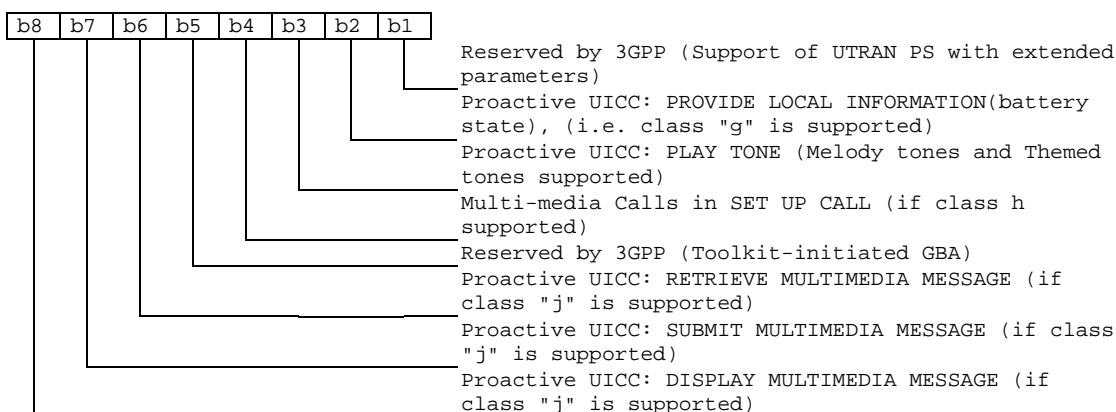 b8 b7 b6 b5 b4 b3 b2 b1
Reserved by 3GPP (Support of UTRAN PS with extended
parameters)
Proactive UICC: PROVIDE LOCAL INFORMATION(battery
state), (i.e. class "g" is supported)
Proactive UICC: PLAY TONE (Melody tones and Themed
tones supported)
Multi-media Calls in SET UP CALL (if class h
supported)
Reserved by 3GPP (Toolkit-initiated GBA)
Proactive UICC: RETRIEVE MULTIMEDIA MESSAGE (if
class "j" is supported)
Proactive UICC: SUBMIT MULTIMEDIA MESSAGE (if class
"j" is supported)
Proactive UICC: DISPLAY MULTIMEDIA MESSAGE (if
class "j" is supported)